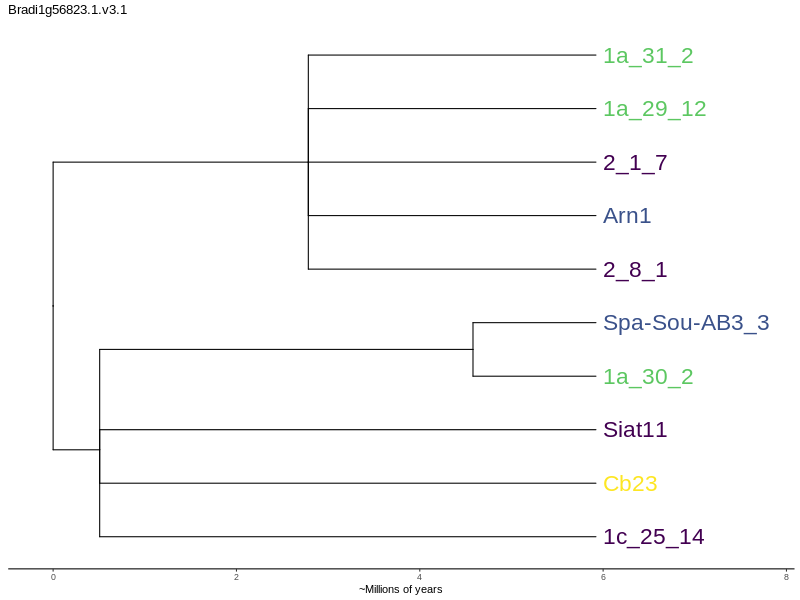 Bradi1g56823.1.v3.1
1a_31_2
1a_29_12
2_1_7
Arn1
2_8_1
Spa-Sou-AB3_3
1a_30_2
Siat11
Cb23
1c_25_14
0 2 4 6 8
~Millions of years